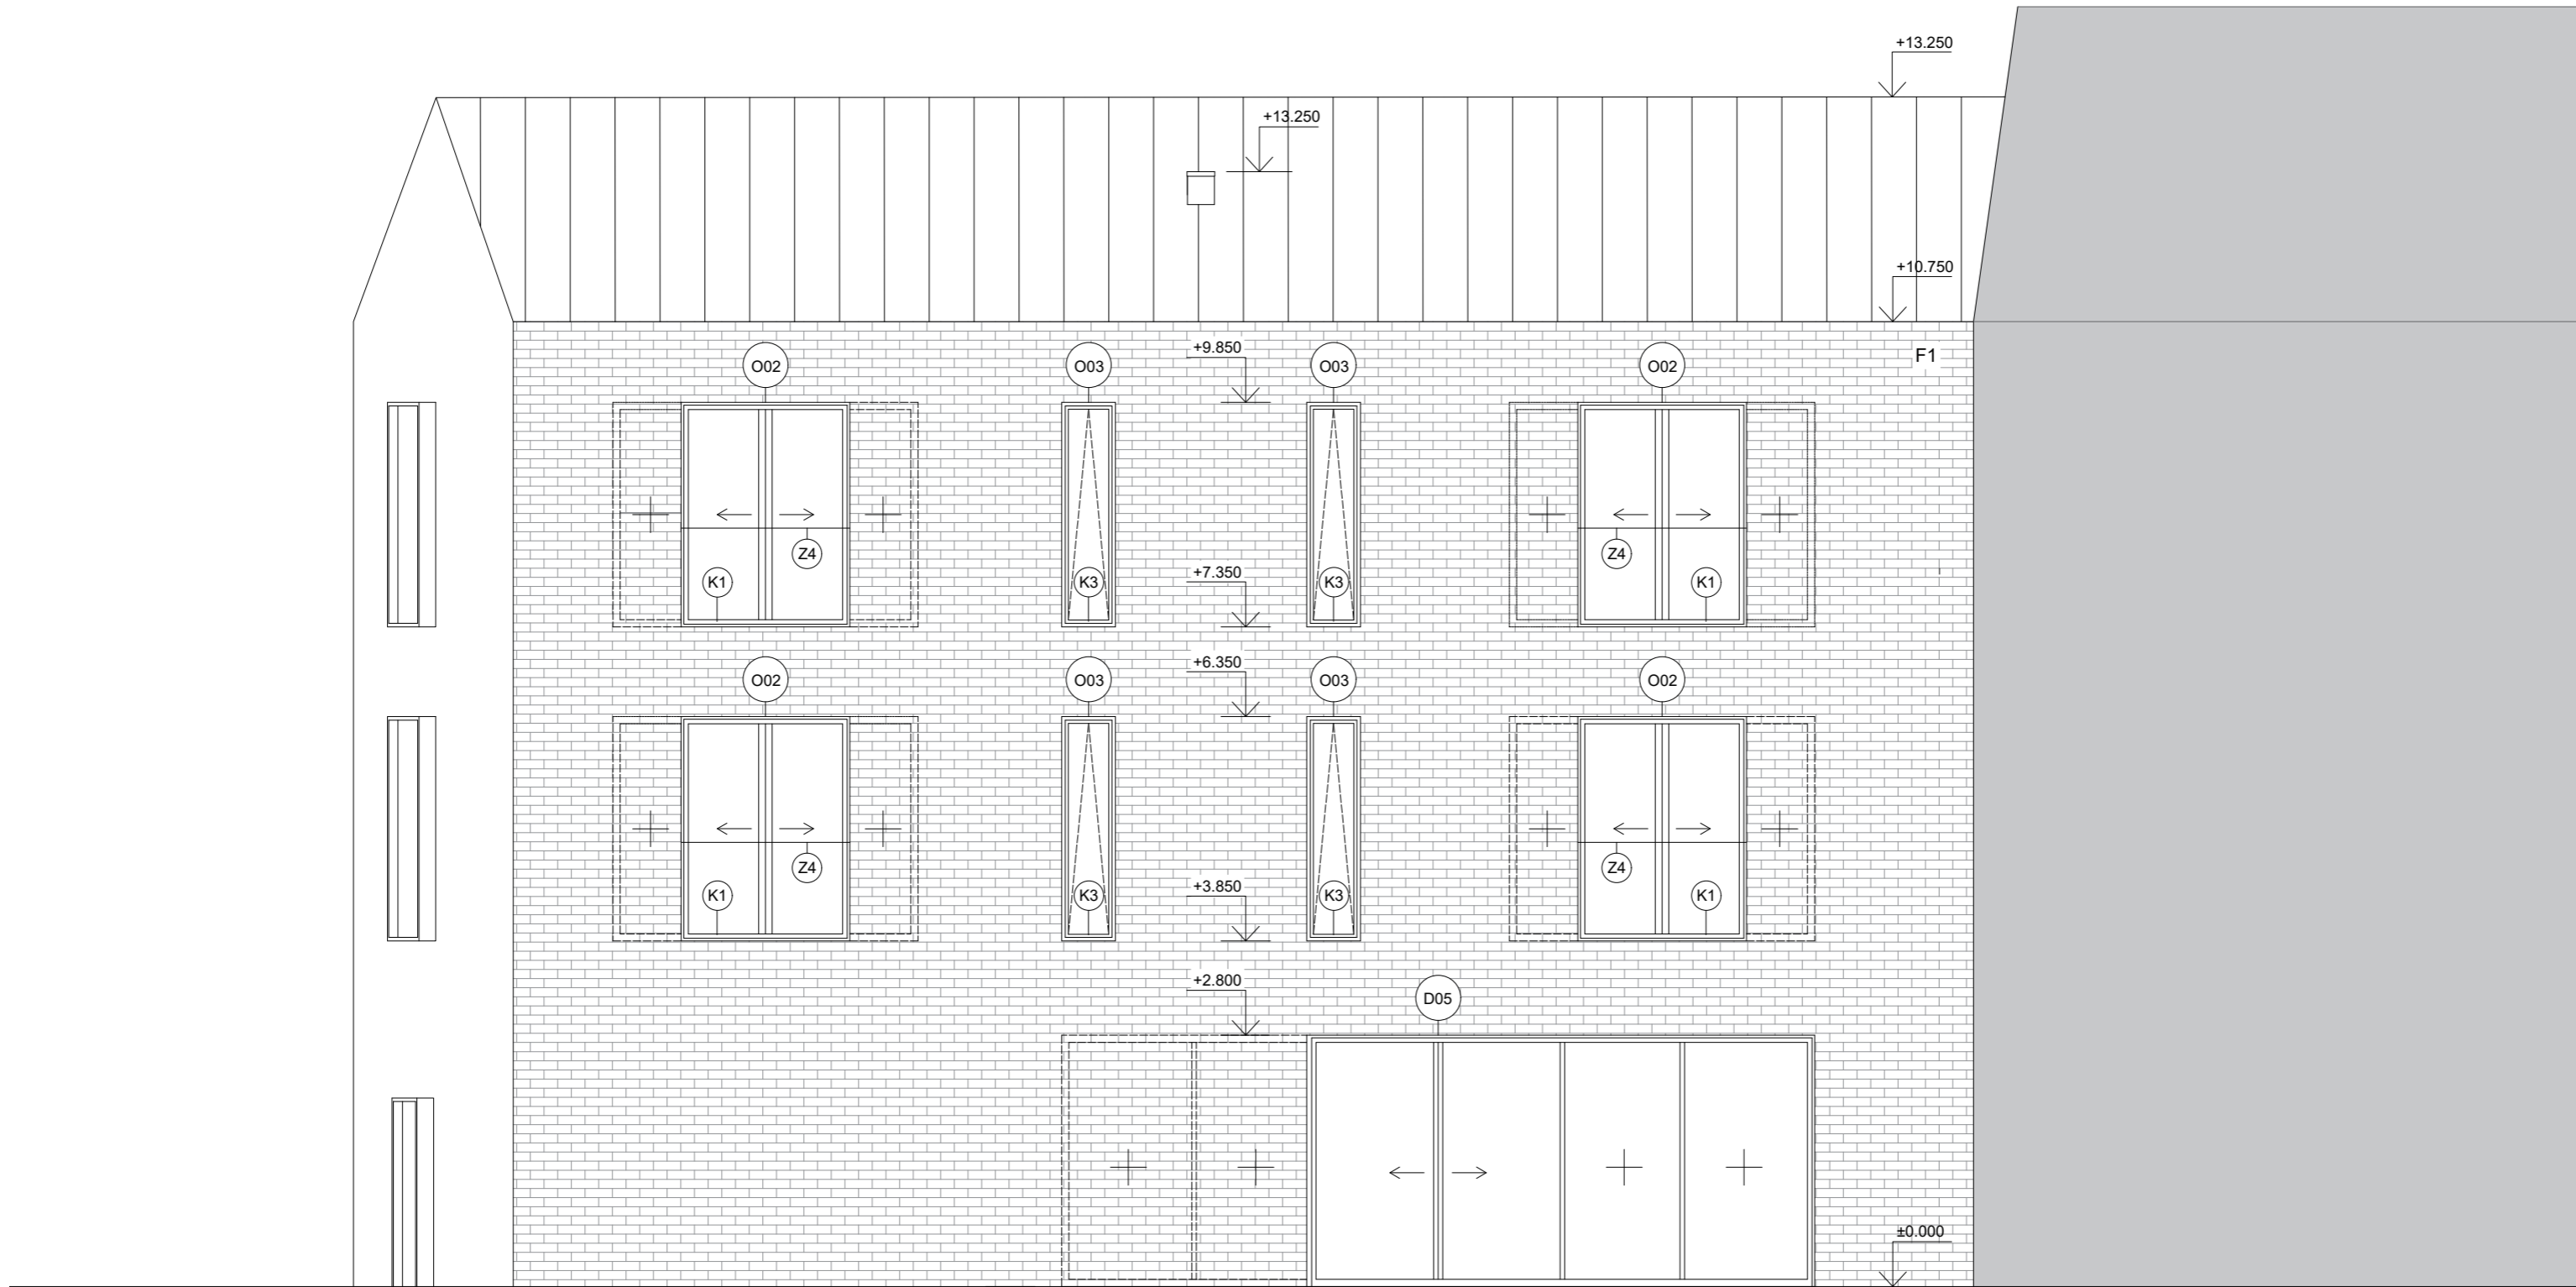 +13.250
+13.250
+10.750
+9.850
F1
O02
O03
O03
O02
Z4
Z4
K1
K3
+7.350
K3
K1
+6.350
O02
O03
O03
O02
Z4
Z4
K1
K3
+3.850
K3
K1
+2.800
D05
±0.000